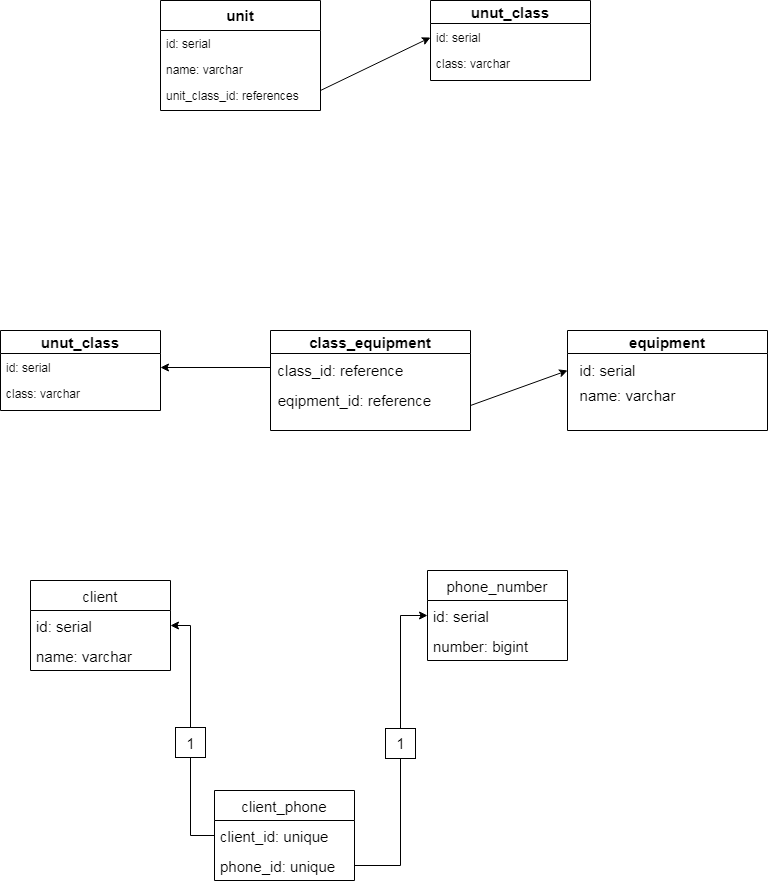 unit
id: serial
name: varchar
unit_class_id: references
unut_class
id: serial
class: varchar
unut_class
id: serial
class: varchar
class_equipment
class_id: reference
eqipment_id: reference
equipment
id: serial
name: varchar
client
id: serial
name: varchar
phone_number
id: serial
number: bigint
1
1
client_phone
client_id: unique
phone_id: unique